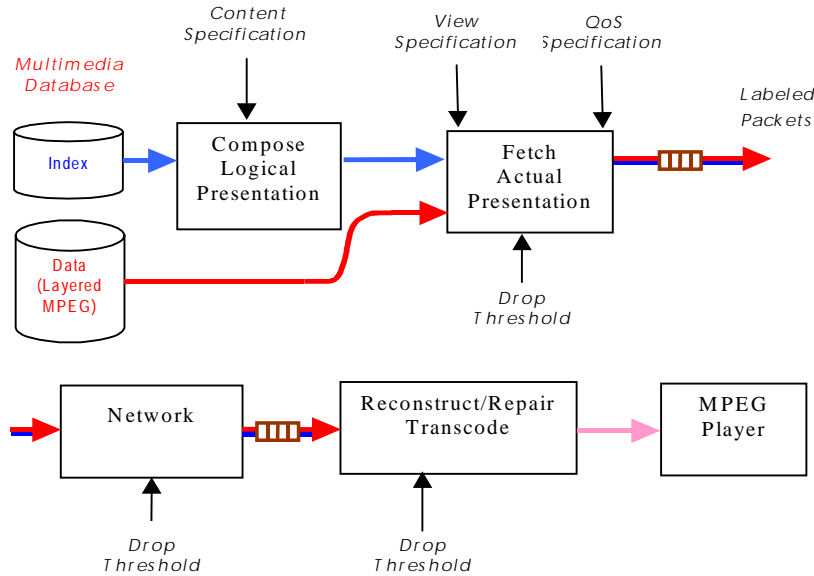 Content
Specification
View
Specification
QoS
Specification
Multimedia
Database
Labeled
Packets
Index
Compose
Logical
Presentation
Fetch
Actual
Presentation
Data
(Layered
MPEG)
Drop
Threshold
Network
Reconstruct/Repair
Transcode
MPEG
Player
Drop
Threshold
Drop
Threshold